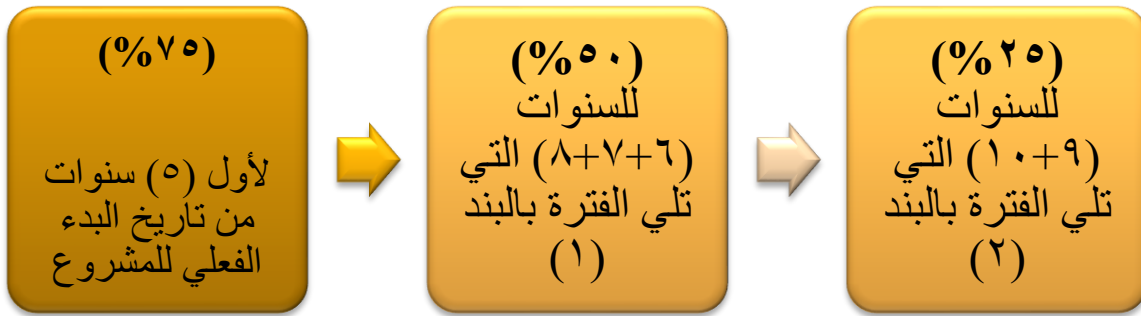 (%٧٥)
لأول (٥) سنوات
من تاريخ البدء
الفعلي للمشروع
(%٥٠)
للسنوات
(٦+٧+٨) التي
تلي الفترة بالبند
(١)
(%٢٥)
للسنوات
(٩+١٠) التي
تلي الفترة بالبند
(٢)